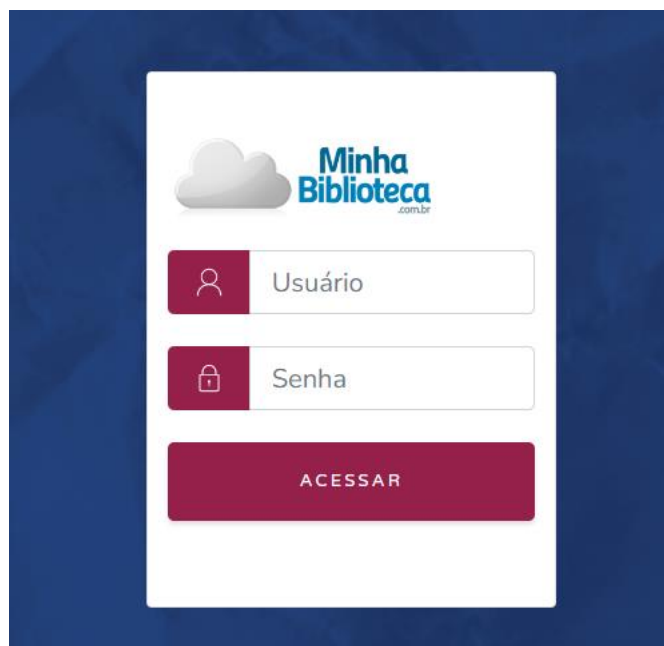 Minha
Biblioteca
.com.br
Usuário
Senha
ACESSAR